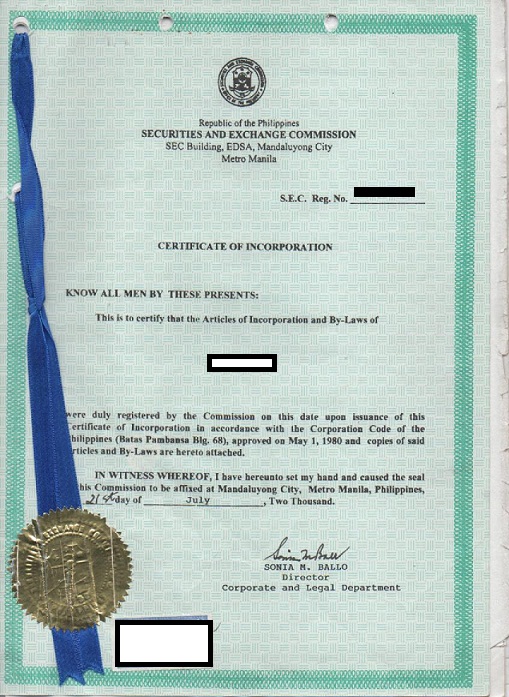 Republic of the Philippines
SECURITIES AND EXCHANGE COMMISSION
SEC Building, EDSA, Mandaluyong City
Metro Manila
S.E.C. Reg. No.
CERTIFICATE OF INCORPORATION
KNOW ALL MEN BY THESE PRESENTS:
This is to certify that the Articles of Incorporation and By-Laws of
were duly registered by the Commission on this date upon issuance of this
Certificate of Incorporation in accordance with the Corporation Code of the
Philippines (Batas Pambansa Blg. 68), approved on May 1, 1980 and copies of said
Articles and By-Laws are hereto attached.
IN WITNESS WHEREOF, I have hereunto set my hand and caused the seal
this Commission to be affixed at Mandaluyong City, Metro Manila, Philippines,
21st day of July, Two Thousand.
Sonia M Ballo
SONIA M. BALLO
Director
Corporate and Legal Department